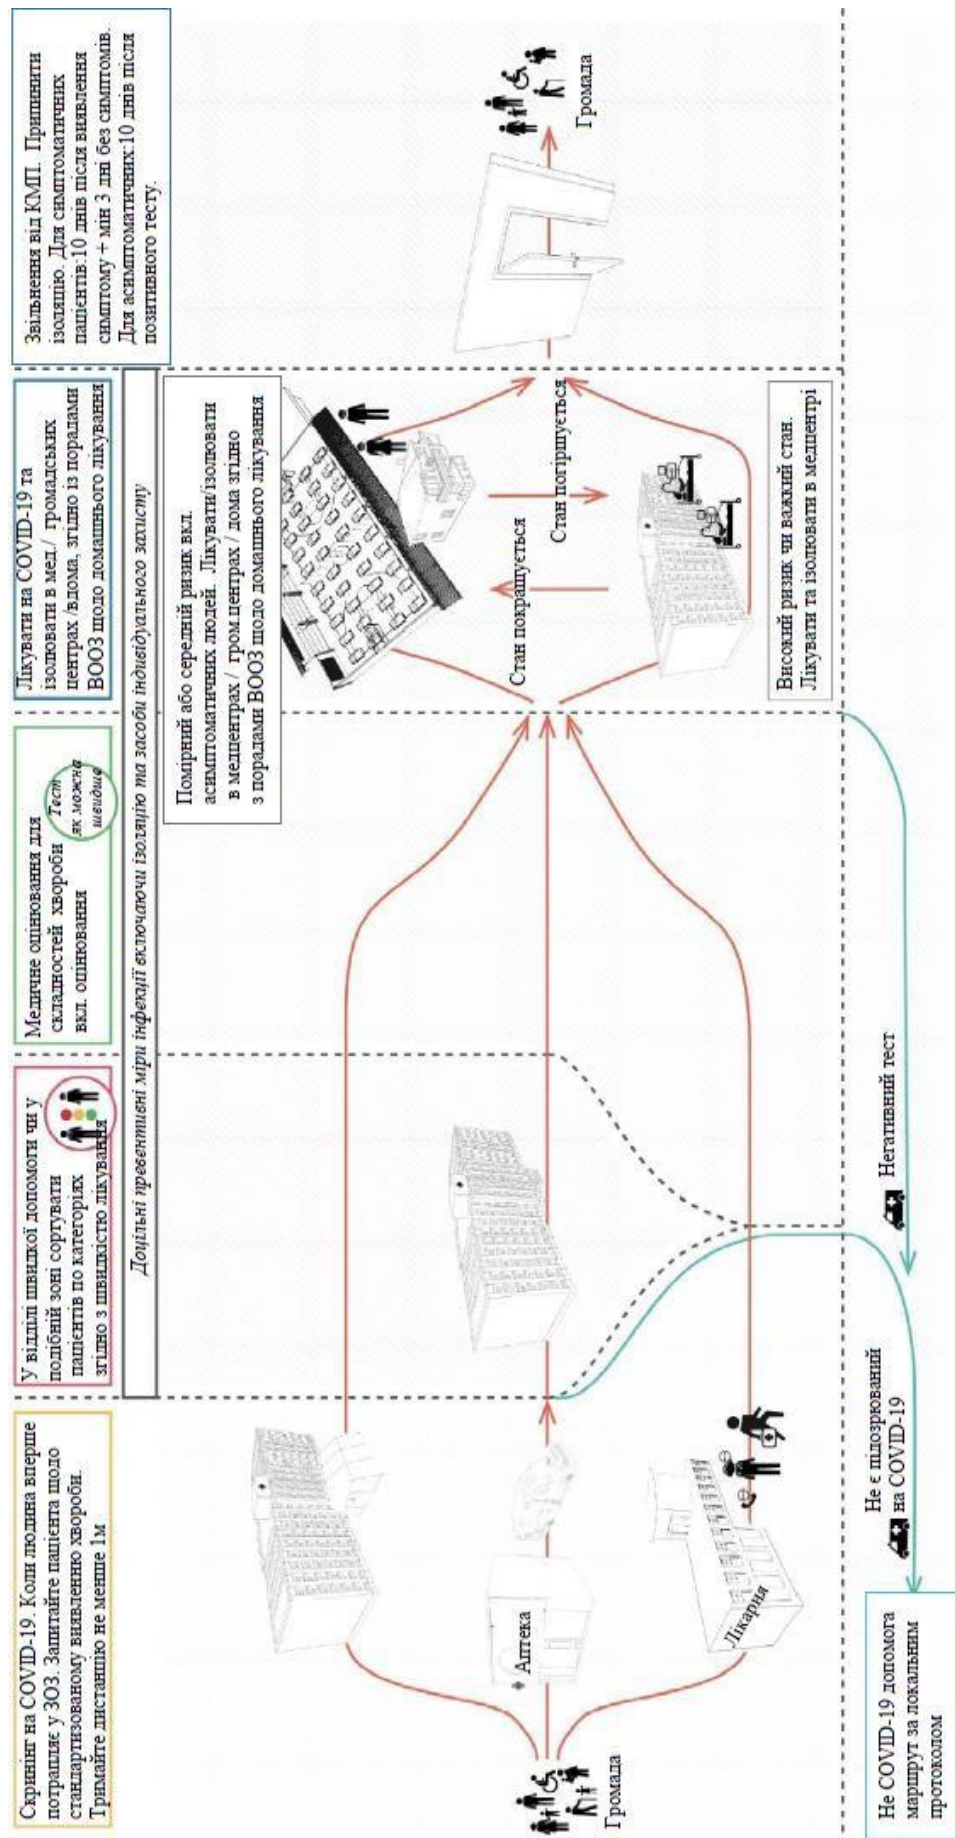 Скринінг на COVID-19. Коли людина вперше
потрапляє у ЗОЗ. Запитайте пацієнта щодо
стандартизованому виявленню хвороби.
Тримайте дистанцію не менше 1м
У відділі швидкої допомоги чи у
подібній зоні сортувати
пацієнтів по категоріях
згідно з швидкістю лікування
Медичне оцінювання для
складностей хвороби
вкл. оцінювання
Тест
як можна
швидше
Лікувати на COVID-19 та
ізолювати в мед./ громадських
центрах /вдома, згідно із порадами
ВООЗ щодо домашнього лікування
Звільнення від КМП. Припинити
ізоляцію. Для симптоматичних
пацієнтів:10 днів після виявлення
симптому + мін 3 дні без симптомів.
Для асимптоматичних:10 днів після
позитивного тесту.
Доцільні превентивні міри інфекції включаючи ізоляцію та засоби індивідуального захисту
Помірний або середній ризик вкл.
асимптоматичних людей. Лікувати/ізолювати
в медцентрах / гром.центрах / дома згідно
з порадами ВООЗ щодо домашнього лікування
Громада
Аптека
Лікарня
Стан покращується
Стан погіршується
Громада
Високий ризик чи важкий стан.
Лікувати та ізолювати в медцентрі
Не є підозрюваний
на COVID-19
Негативний тест
Не COVID-19 допомога
маршрут за локальним
протоколом